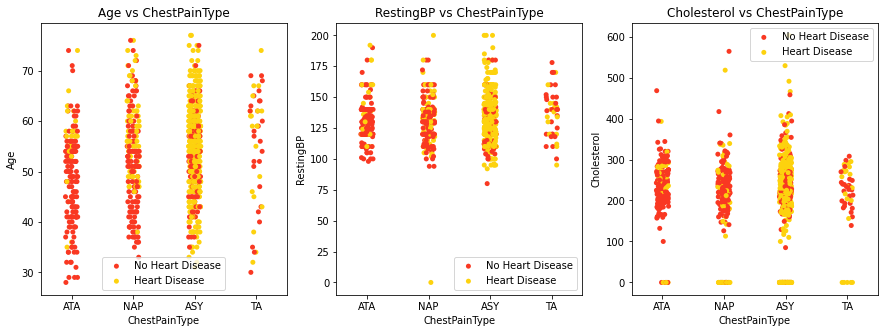 Age vs ChestPainType
RestingBP vs ChestPainType
Cholesterol vs ChestPainType
Age
70
60
50
40
30
No Heart Disease
Heart Disease
ATA NAP ASY TA
ChestPainType
RestingBP
200
175
150
125
100
75
50
25
0
No Heart Disease
Heart Disease
ATA NAP ASY TA
ChestPainType
Cholesterol
600
500
400
300
200
100
0
No Heart Disease
Heart Disease
ATA NAP ASY TA
ChestPainType